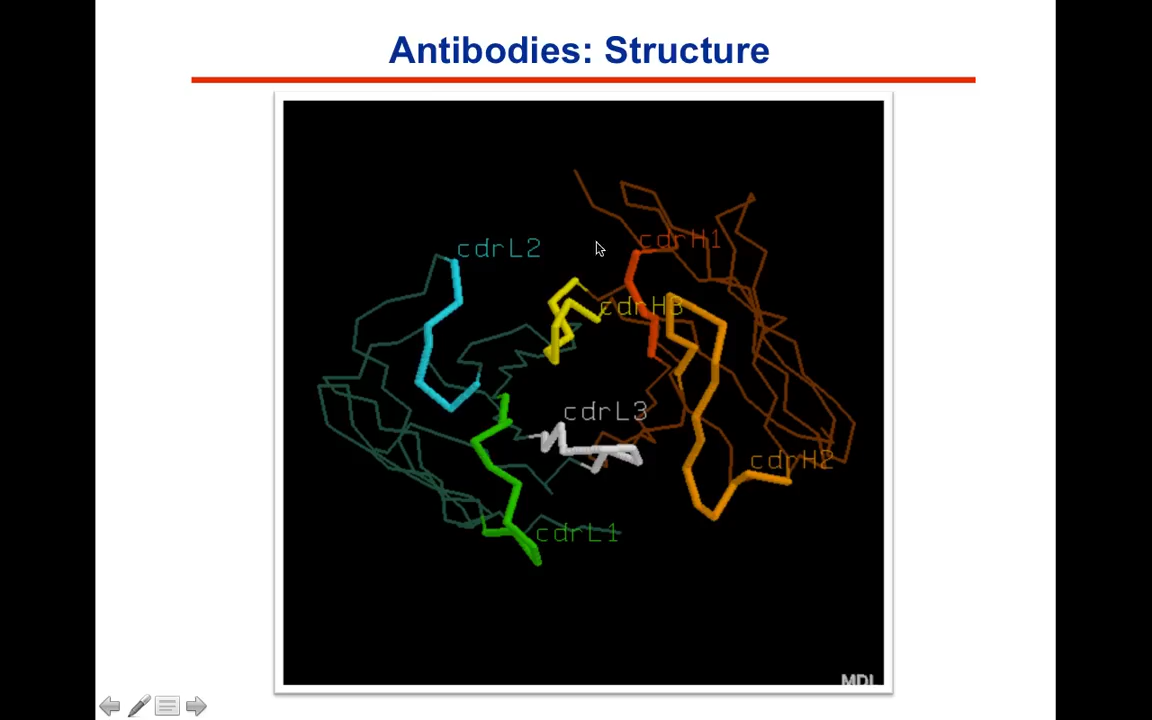 Antibodies: Structure
cdrL2
cdrH1
cdrH3
cdrL3
cdrH2
cdrL1
MDL